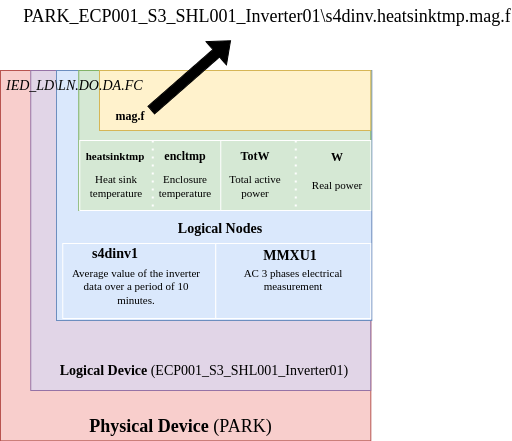 PARK_ECP001_S3_SHL001_Inverter01\s4dinv.heatsinktmp.mag.f
IED_LD\LN.DO.DA.FC
mag.f
heatsinktmp encltmp TotW W
Heat sink temperature
Enclosure temperature
Total active power
Real power
Logical Nodes
s4dinv1
Average value of the inverter
data over a period of 10
minutes.
MMXU1
AC 3 phases electrical
measurement
Logical Device (ECP001_S3_SHL001_Inverter01)
Physical Device (PARK)